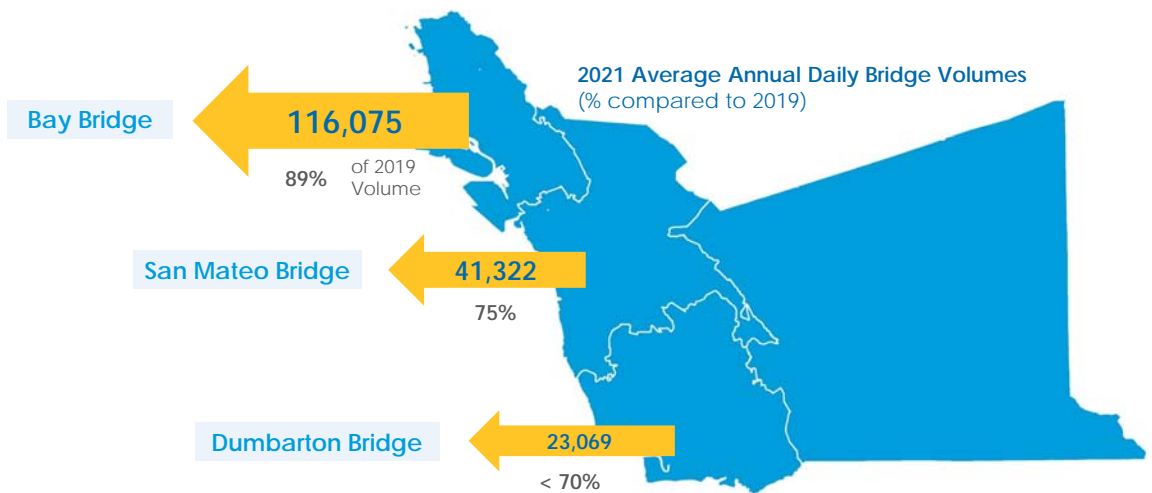 2021 Average Annual Daily Bridge Volumes
(% compared to 2019)
Bay Bridge
116,075
89% of 2019
Volume
San Mateo Bridge
41,322
75%
Dumbarton Bridge
23,069
< 70%